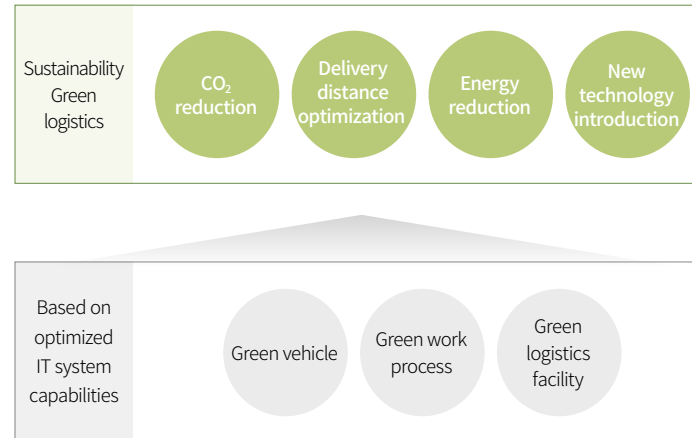 Sustainability
Green
logistics
CO₂
reduction
Delivery
distance
optimization
Energy
reduction
New
technology
introduction
Based on
optimized
IT system
capabilities
Green vehicle
Green work
process
Green
logistics
facility